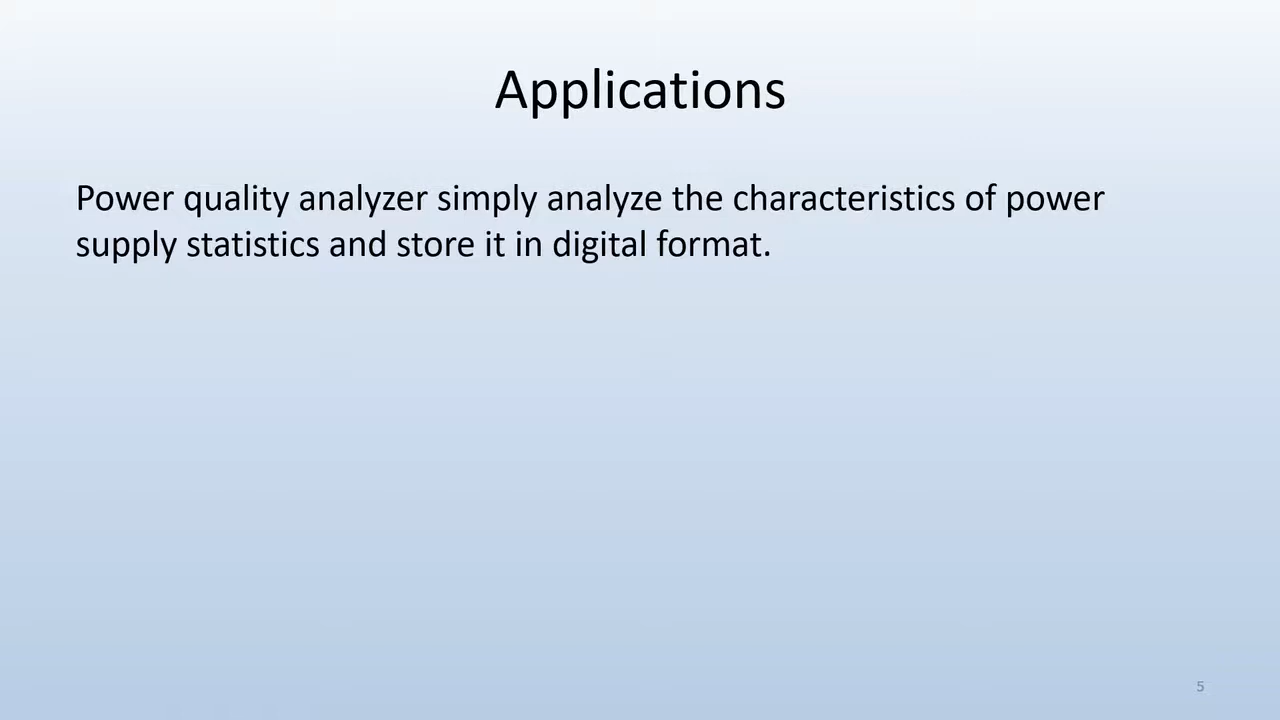 Applications
Power quality analyzer simply analyze the characteristics of power
supply statistics and store it in digital format.
5